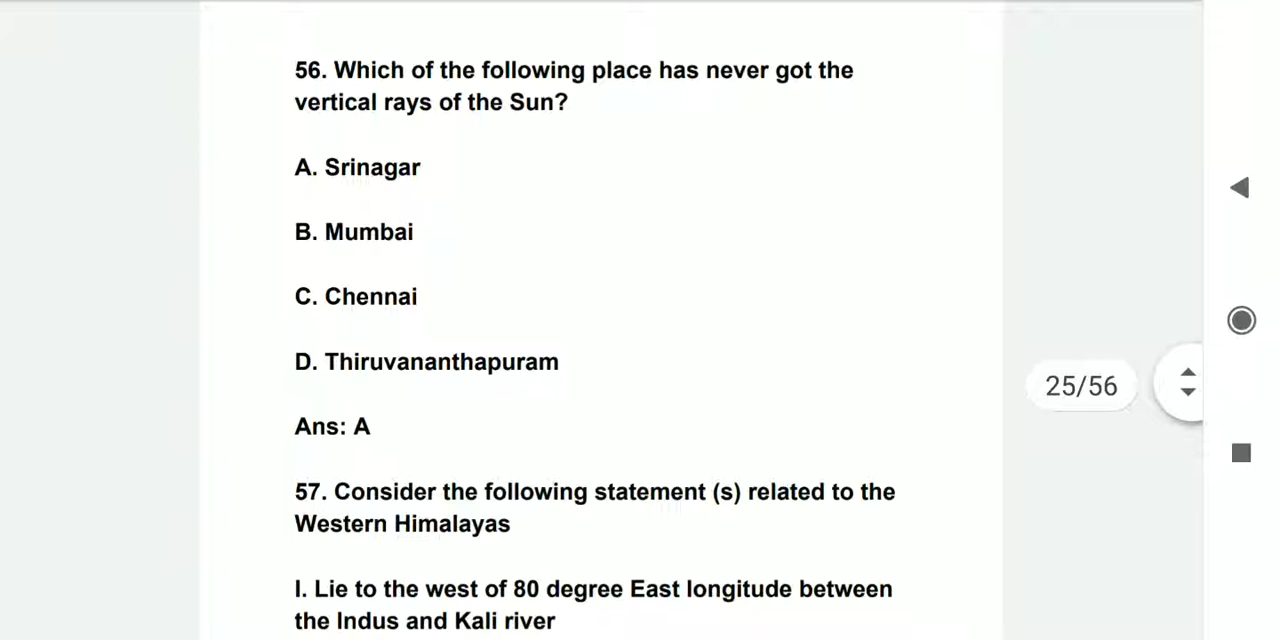 56. Which of the following place has never got the
vertical rays of the Sun?
A. Srinagar
B. Mumbai
C. Chennai
D. Thiruvananthapuram
25/56
Ans: A
57. Consider the following statement (s) related to the
Western Himalayas
I. Lie to the west of 80 degree East longitude between
the Indus and Kali river